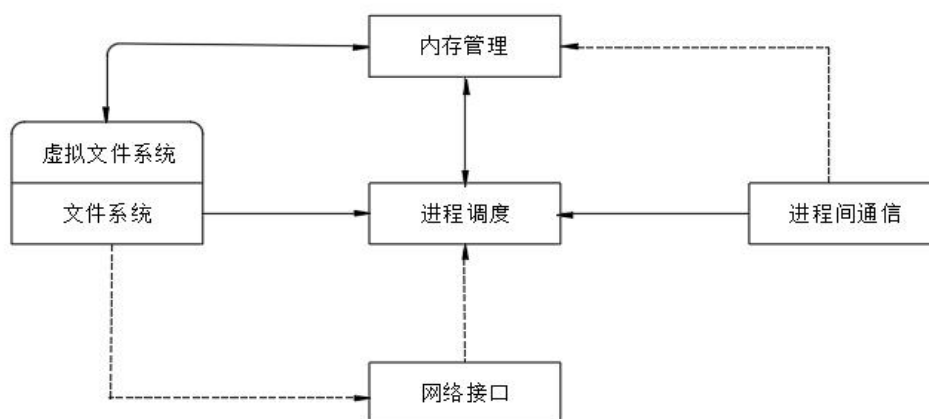 内存管理
虚拟文件系统
文件系统
进程调度
进程间通信
网络接口